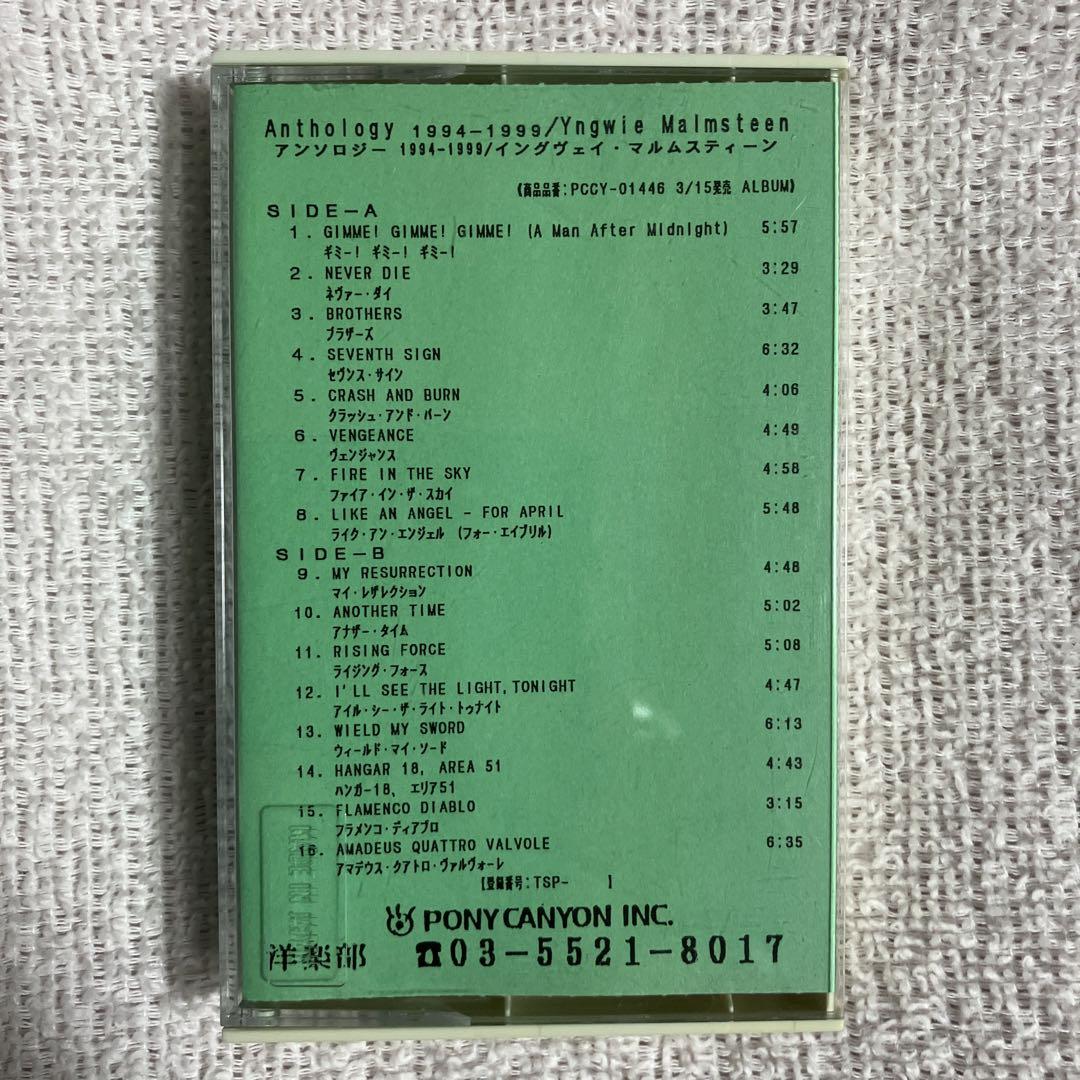 Anthology 1994-1999/Yngwie Malmsteen
アンソロジー 1994-1999/イングヴェイ・マルムスティーン
《商品品番:PCCY-01446 3/15発売 ALBUM》
SIDE-A
1. GIMME! GIMME! GIMME! (A Man After Midnight) 5:57
ギミー! ギミー! ギミー!
2. NEVER DIE 3:29
ネヴァー・ダイ
3. BROTHERS 3:47
ブラザーズ
4. SEVENTH SIGN 6:32
セヴンス・サイン
5. CRASH AND BURN 4:06
クラッシュ・アンド・バーン
6. VENGEANCE 4:49
ヴェンジャンス
7. FIRE IN THE SKY 4:58
ファイア・イン・ザ・スカイ
8. LIKE AN ANGEL - FOR APRIL 5:48
ライク・アン・エンジェル (フォー・エイプリル)
SIDE-B
9. MY RESURRECTION 4:48
マイ・レザレクション
10. ANOTHER TIME 5:02
アナザー・タイム
11. RISING FORCE 5:08
ライジング・フォース
12. I'LL SEE THE LIGHT,TONIGHT 4:47
アイル・シー・ザ・ライト・トゥナイト
13. WIELD MY SWORD 6:13
ウィールド・マイ・ソード
14. HANGAR 18, AREA 51 4:43
ハンガー18, エリア51
15. FLAMENCO DIABLO 3:15
フラメンコ・ディアブロ
16. AMADEUS QUATTRO VALVOLE 6:35
アマデウス・クアトロ・ヴァルヴォーレ
【登録番号:TSP- 】
PONY CANYON INC.
洋楽部 ☎03-5521-8017